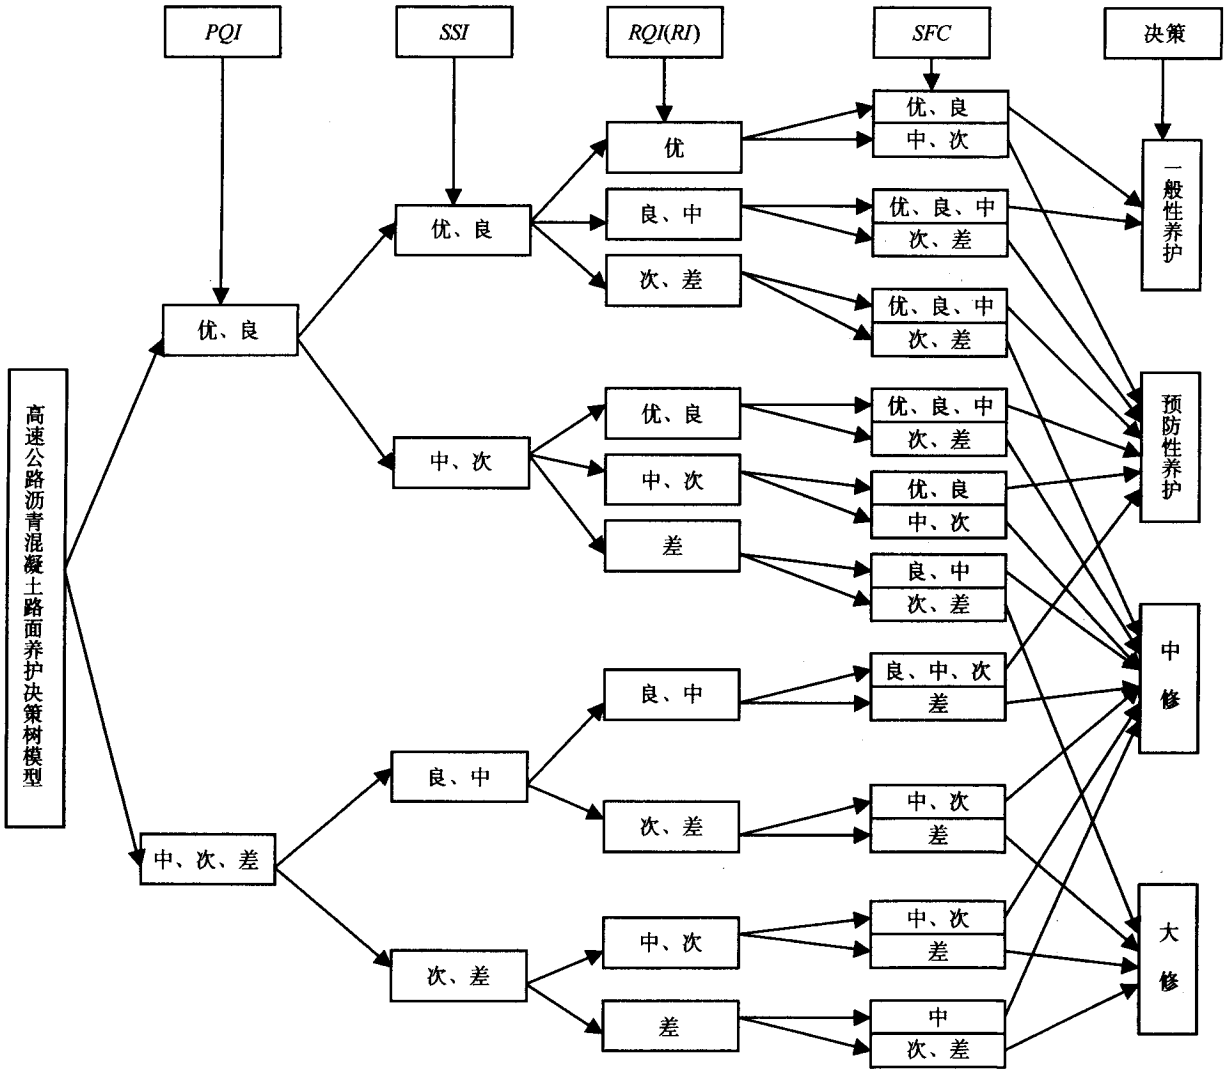 PQI
SSI
RQI(RI)
SFC
决策
高速公路沥青混凝土路面养护决策树模型
优、良
中、次、差
优、良
中、次
良、中
次、差
优
良、中
次、差
优、良
中、次
差
良、中
次、差
中、次
差
优、良
中、次
优、良、中
次、差
优、良、中
次、差
优、良、中
次、差
优、良
中、次
良、中
次、差
良、中、次
差
中、次
差
中、次
差
中
次、差
一般性养护
预防性养护
中修
大修